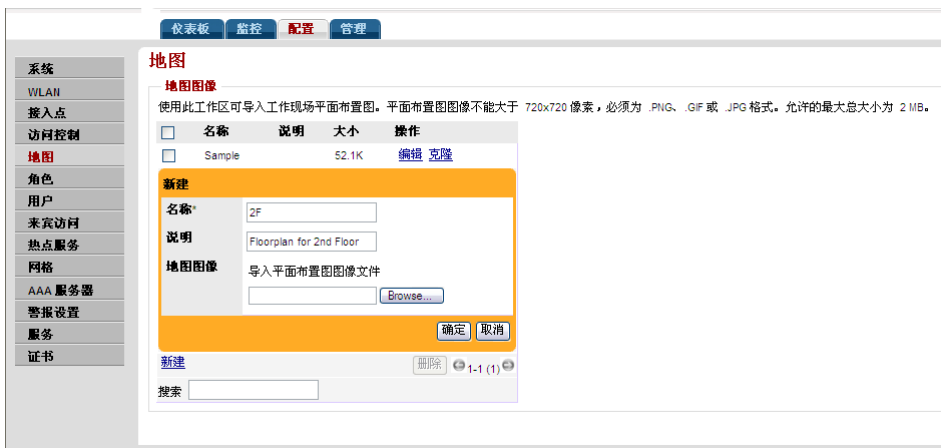 仪表板 监控 配置 管理
系统
WLAN
接入点
访问控制
地图
角色
用户
来宾访问
热点服务
网格
AAA 服务器
警报设置
服务
证书
地图
地图图像
使用此工作区可导入工作现场平面布置图。平面布置图图像不能大于 720x720 像素，必须为 .PNG、.GIF 或 .JPG 格式。允许的最大总大小为 2 MB。
名称 说明 大小 操作
Sample 52.1K 编辑 克隆
新建
名称* 2F
说明 Floorplan for 2nd Floor
地图图像 导入平面布置图图像文件
Browse...
确定 取消
新建 删除 1-1 (1)
搜索